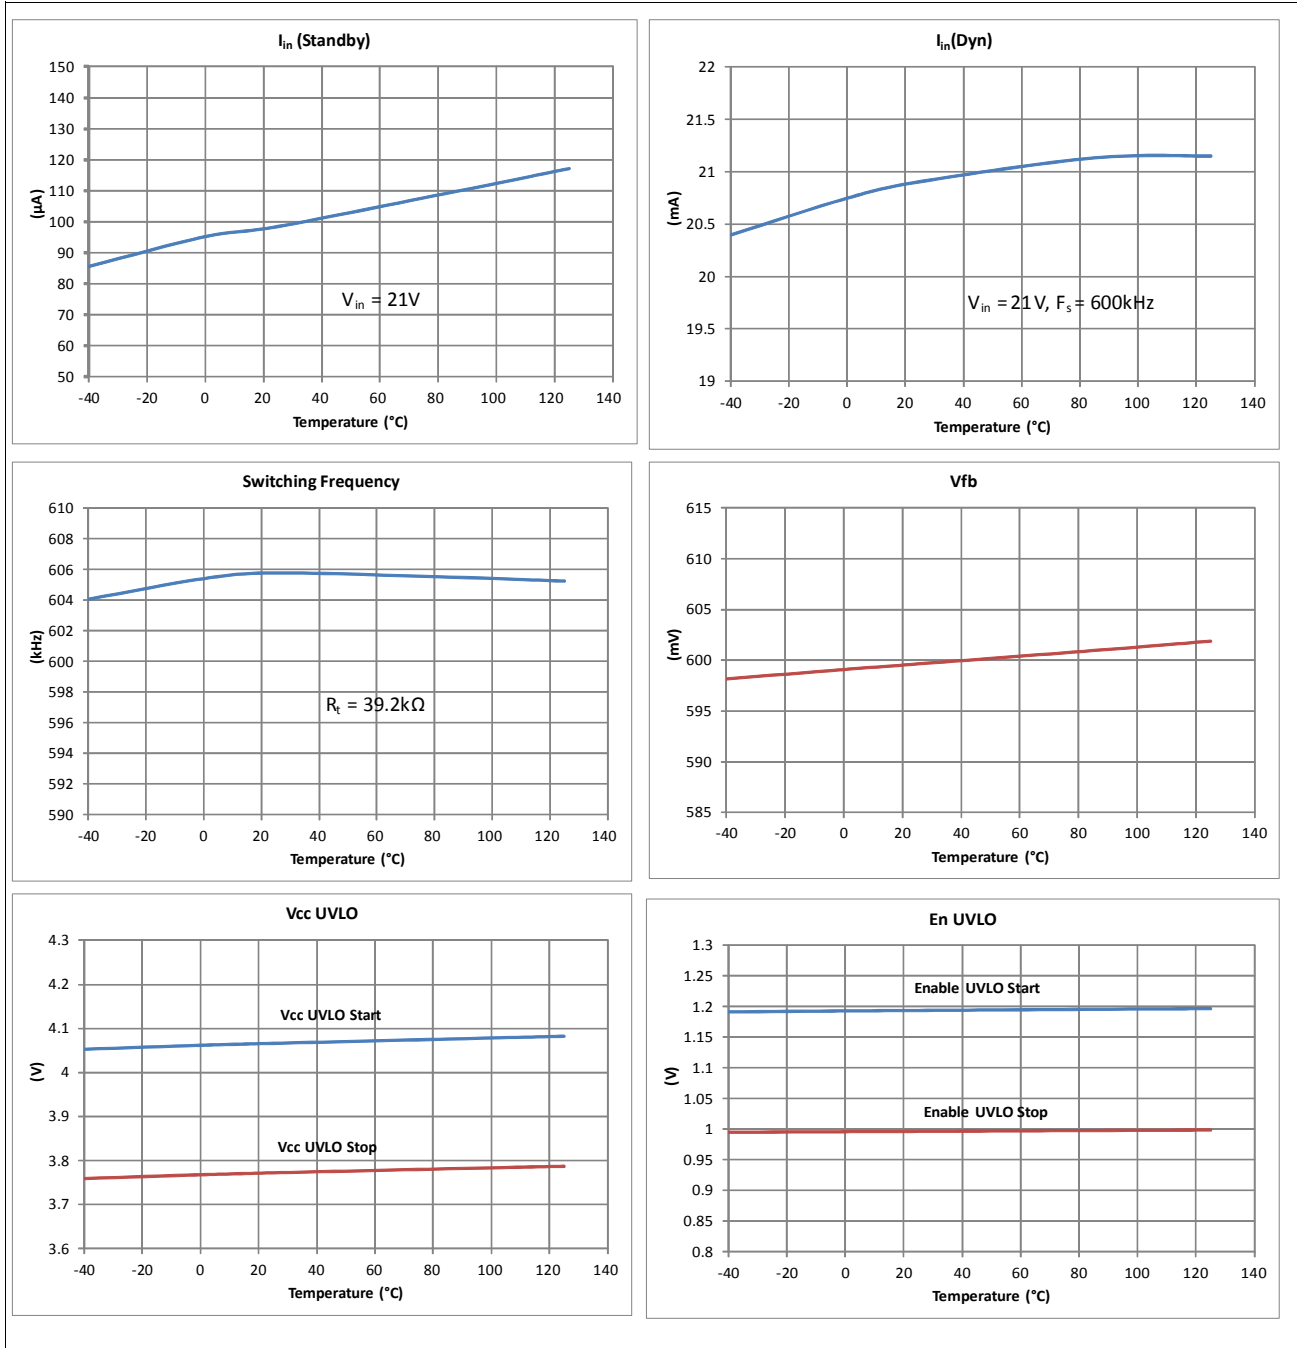 I_in (Standby)
150
140
130
120
110
100
90
80
70
60
50
(µA)
V_in = 21V
-40 -20 0 20 40 60 80 100 120 140
Temperature (°C)
I_in(Dyn)
22
21.5
21
20.5
20
19.5
19
(mA)
V_in = 21V, F_s = 600kHz
-40 -20 0 20 40 60 80 100 120 140
Temperature (°C)
Switching Frequency
610
608
606
604
602
600
598
596
594
592
590
(kHz)
R_t = 39.2kΩ
-40 -20 0 20 40 60 80 100 120 140
Temperature (°C)
Vfb
615
610
605
600
595
590
585
(mV)
-40 -20 0 20 40 60 80 100 120 140
Temperature (°C)
Vcc UVLO
4.3
4.2
4.1
4
3.9
3.8
3.7
3.6
(V)
Vcc UVLO Start
Vcc UVLO Stop
-40 -20 0 20 40 60 80 100 120 140
Temperature (°C)
En UVLO
1.3
1.25
1.2
1.15
1.1
1.05
1
0.95
0.9
0.85
0.8
(V)
Enable UVLO Start
Enable UVLO Stop
-40 -20 0 20 40 60 80 100 120 140
Temperature (°C)